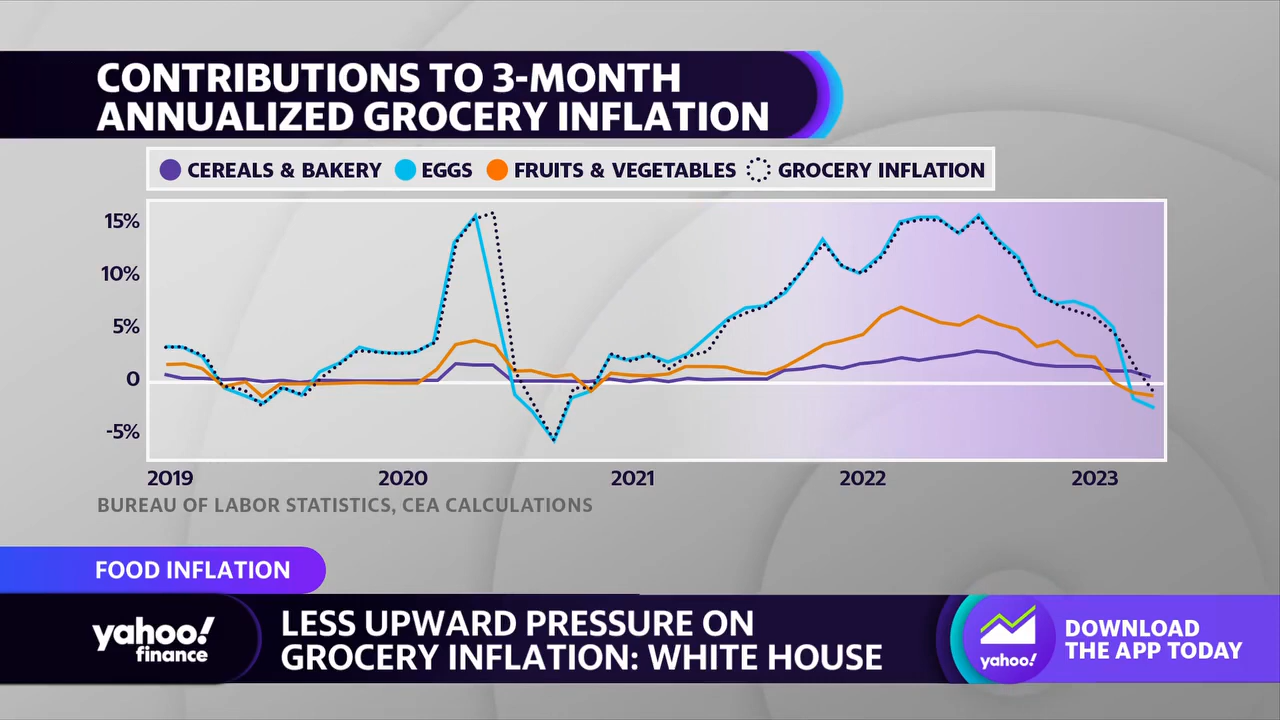 CONTRIBUTIONS TO 3-MONTH
ANNUALIZED GROCERY INFLATION
CEREALS & BAKERY EGGS FRUITS & VEGETABLES GROCERY INFLATION
15%
10%
5%
0
-5%
2019 2020 2021 2022 2023
BUREAU OF LABOR STATISTICS, CEA CALCULATIONS
FOOD INFLATION
yahoo!
finance
LESS UPWARD PRESSURE ON
GROCERY INFLATION: WHITE HOUSE
yahoo!
DOWNLOAD
THE APP TODAY